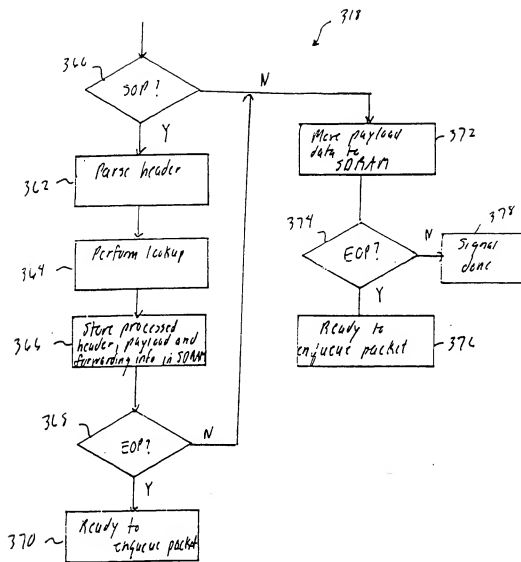 318
360
SOP?
N
Y
362
Parse header
364
Perform lookup
366
Store processed
header, payload and
forwarding info in SDRAM
368
EOP?
N
Y
370
Ready to
enqueue packet
Move payload
data to
SDRAM
372
374
EOP?
N
378
Signal
done
Y
Ready to
enqueue packet
376